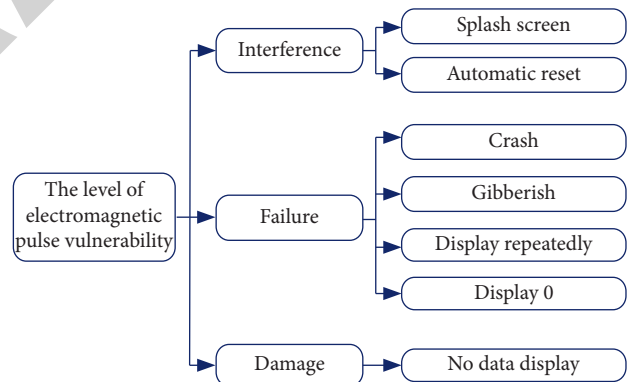 The level of
electromagnetic
pulse vulnerability
Interference
Splash screen
Automatic reset
Failure
Crash
Gibberish
Display repeatedly
Display 0
Damage
No data display